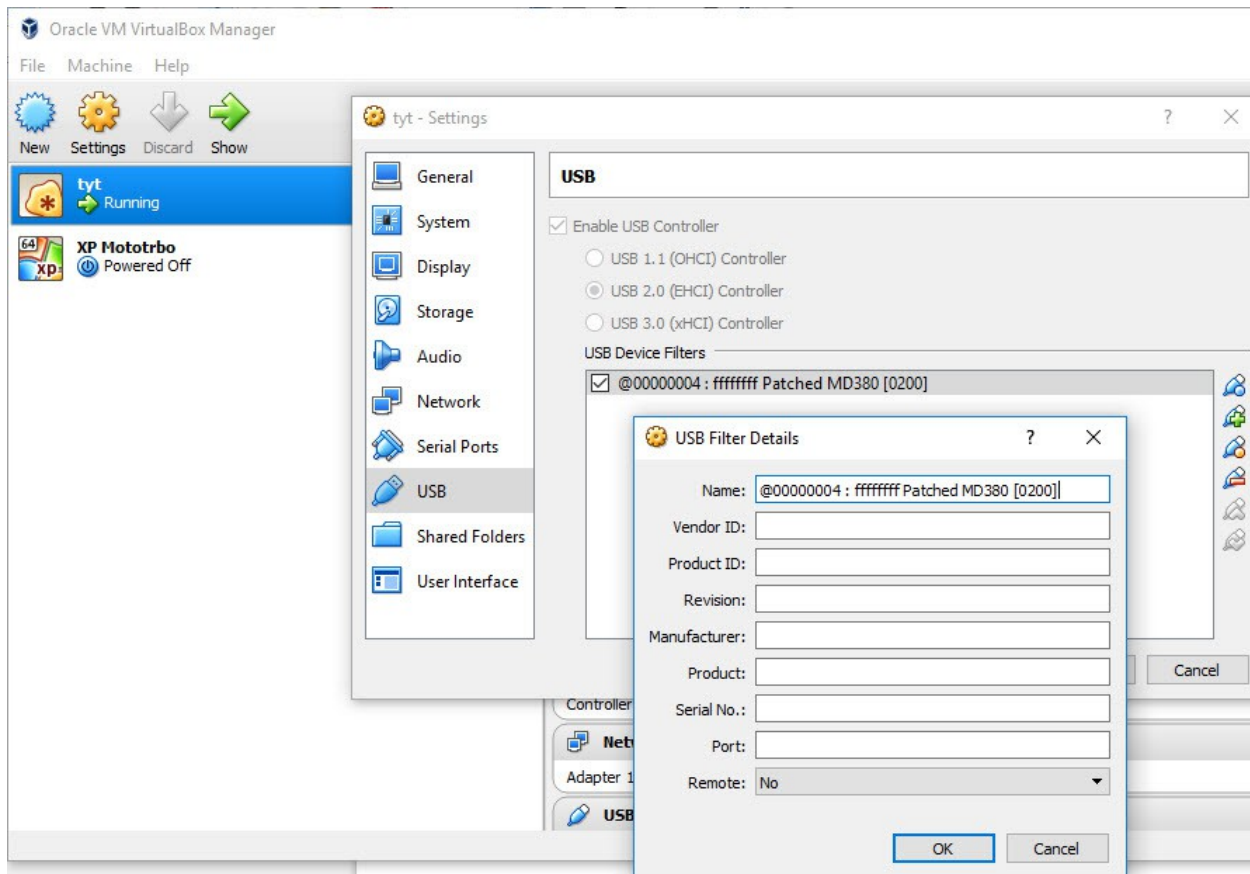 Oracle VM VirtualBox Manager
File Machine Help
New Settings Discard Show
tyt
Running
64
XP
XP Mototrbo
Powered Off
tyt - Settings
?
General
System
Display
Storage
Audio
Network
Serial Ports
USB
Shared Folders
User Interface
USB
Enable USB Controller
USB 1.1 (OHCI) Controller
USB 2.0 (EHCI) Controller
USB 3.0 (xHCI) Controller
USB Device Filters
@00000004 : ffffffff Patched MD380 [0200]
Cancel
Controller
Net
Adapter 1
USB
USB Filter Details
?
Name: @00000004 : ffffffff Patched MD380 [0200]
Vendor ID:
Product ID:
Revision:
Manufacturer:
Product:
Serial No.:
Port:
Remote: No
OK Cancel